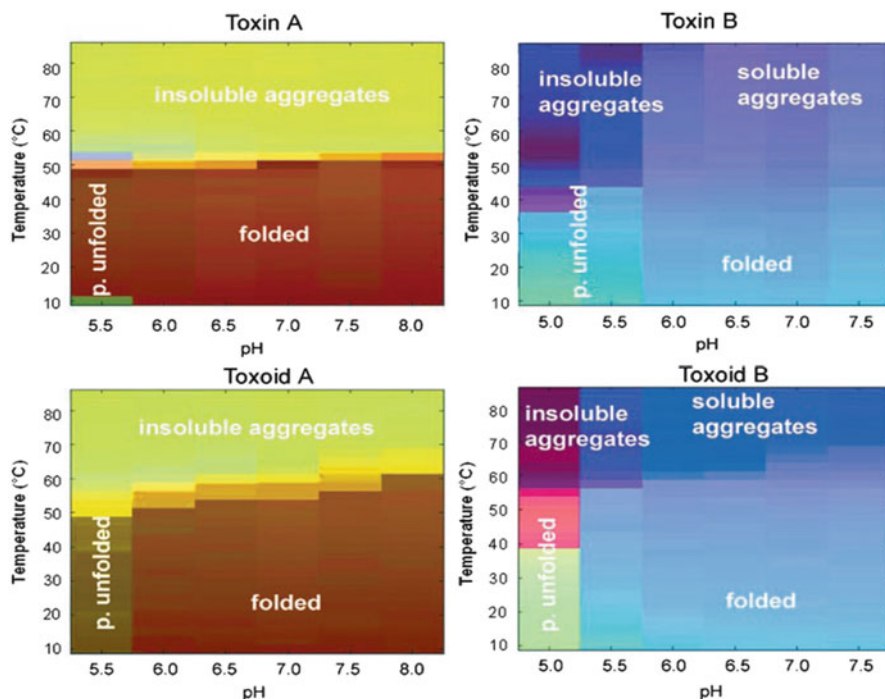 Toxin A
Temperature (°C)
80
70
60
50
40
30
20
10
insoluble aggregates
p. unfolded
folded
5.5 6.0 6.5 7.0 7.5 8.0
pH
Toxin B
Temperature (°C)
80
70
60
50
40
30
20
10
insoluble
aggregates
soluble
aggregates
p. unfolded
folded
5.0 5.5 6.0 6.5 7.0 7.5
pH
Toxoid A
Temperature (°C)
80
70
60
50
40
30
20
10
insoluble aggregates
p. unfolded
folded
5.5 6.0 6.5 7.0 7.5 8.0
pH
Toxoid B
Temperature (°C)
80
70
60
50
40
30
20
10
insoluble
aggregates
soluble
aggregates
p. unfolded
folded
5.0 5.5 6.0 6.5 7.0 7.5
pH